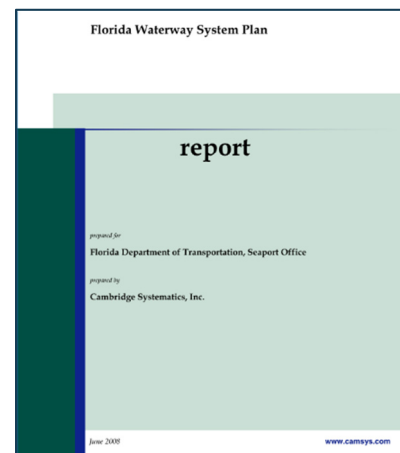 Florida Waterway System Plan
report
prepared for
Florida Department of Transportation, Seaport Office
prepared by
Cambridge Systematics, Inc.
June 2008
www.camsys.com